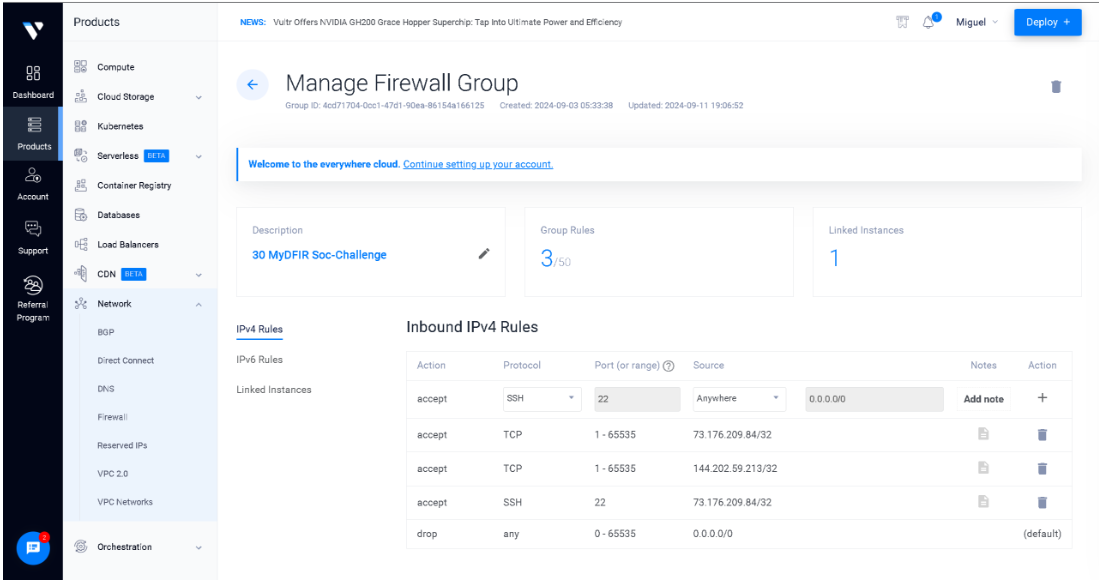 Products
NEWS: Vultr Offers NVIDIA GH200 Grace Hopper Superchip: Tap Into Ultimate Power and Efficiency
1
Miguel
Deploy +
Dashboard
Products
Account
Support
Referral
Program
2
Compute
Cloud Storage
Kubernetes
Serverless BETA
Container Registry
Databases
Load Balancers
CDN BETA
Network
BGP
Direct Connect
DNS
Firewall
Reserved IPs
VPC 2.0
VPC Networks
Orchestration
Manage Firewall Group
Group ID: 4cd71704-0cc1-47d1-90ea-86154a166125 Created: 2024-09-03 05:33:38 Updated: 2024-09-11 19:06:52
Welcome to the everywhere cloud. Continue setting up your account.
Description
30 MyDFIR Soc-Challenge
Group Rules
3/50
Linked Instances
1
IPv4 Rules
IPv6 Rules
Linked Instances
Inbound IPv4 Rules
Action Protocol Port (or range) ? Source Notes Action
accept SSH 22 Anywhere 0.0.0.0/0 Add note +
accept TCP 1 - 65535 73.176.209.84/32
accept TCP 1 - 65535 144.202.59.213/32
accept SSH 22 73.176.209.84/32
drop any 0 - 65535 0.0.0.0/0 (default)